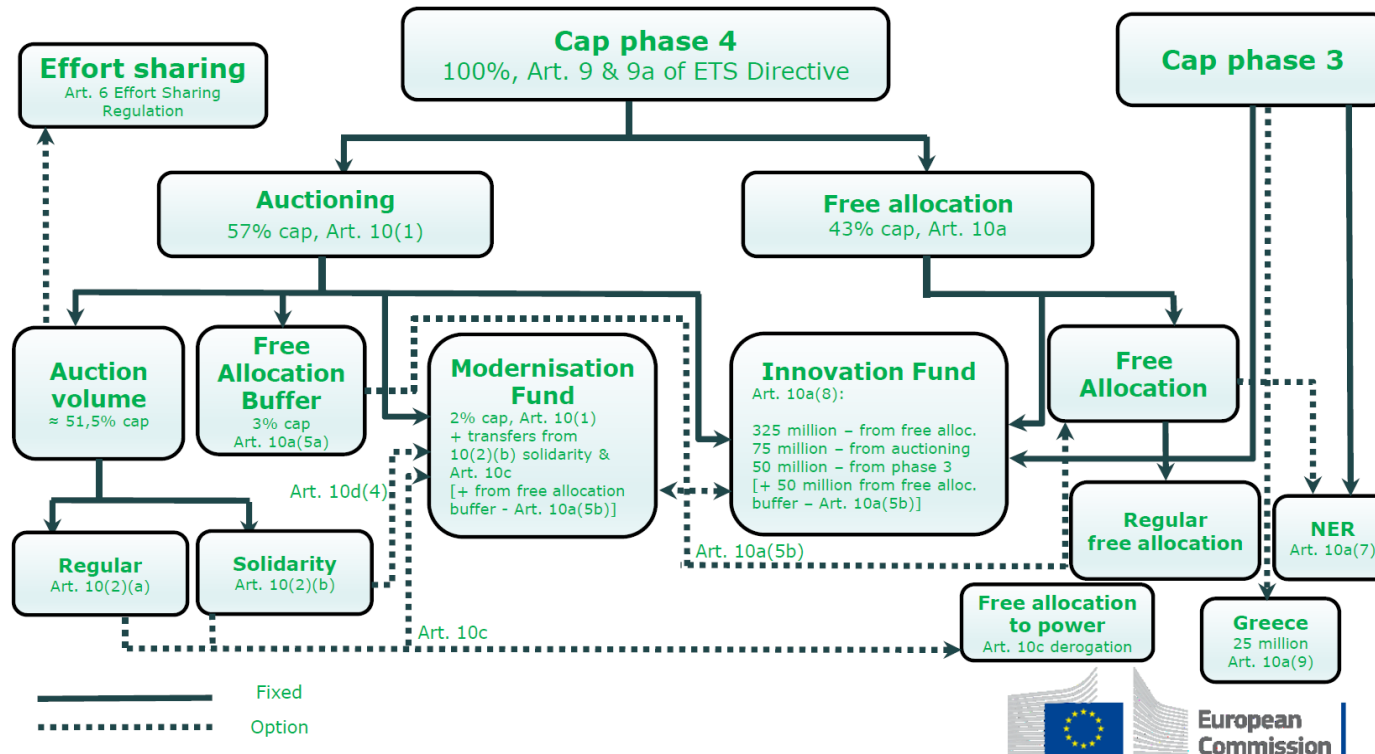 Cap phase 4
100%, Art. 9 & 9a of ETS Directive
Cap phase 3
Effort sharing
Art. 6 Effort Sharing
Regulation
Auctioning
57% cap, Art. 10(1)
Free allocation
43% cap, Art. 10a
Auction
volume
≈ 51,5% cap
Free
Allocation
Buffer
3% cap
Art. 10a(5a)
Modernisation
Fund
2% cap, Art. 10(1)
+ transfers from
10(2)(b) solidarity &
Art. 10c
[+ from free allocation
buffer - Art. 10a(5b)]
Innovation Fund
Art. 10a(8):
325 million – from free alloc.
75 million – from auctioning
50 million – from phase 3
[+ 50 million from free alloc.
buffer – Art. 10a(5b)]
Free
Allocation
Art. 10d(4)
Art. 10a(5b)
Regular
Art. 10(2)(a)
Solidarity
Art. 10(2)(b)
Regular
free allocation
NER
Art. 10a(7)
Art. 10c
Free allocation
to power
Art. 10c derogation
Greece
25 million
Art. 10a(9)
Fixed
Option
European
Commission